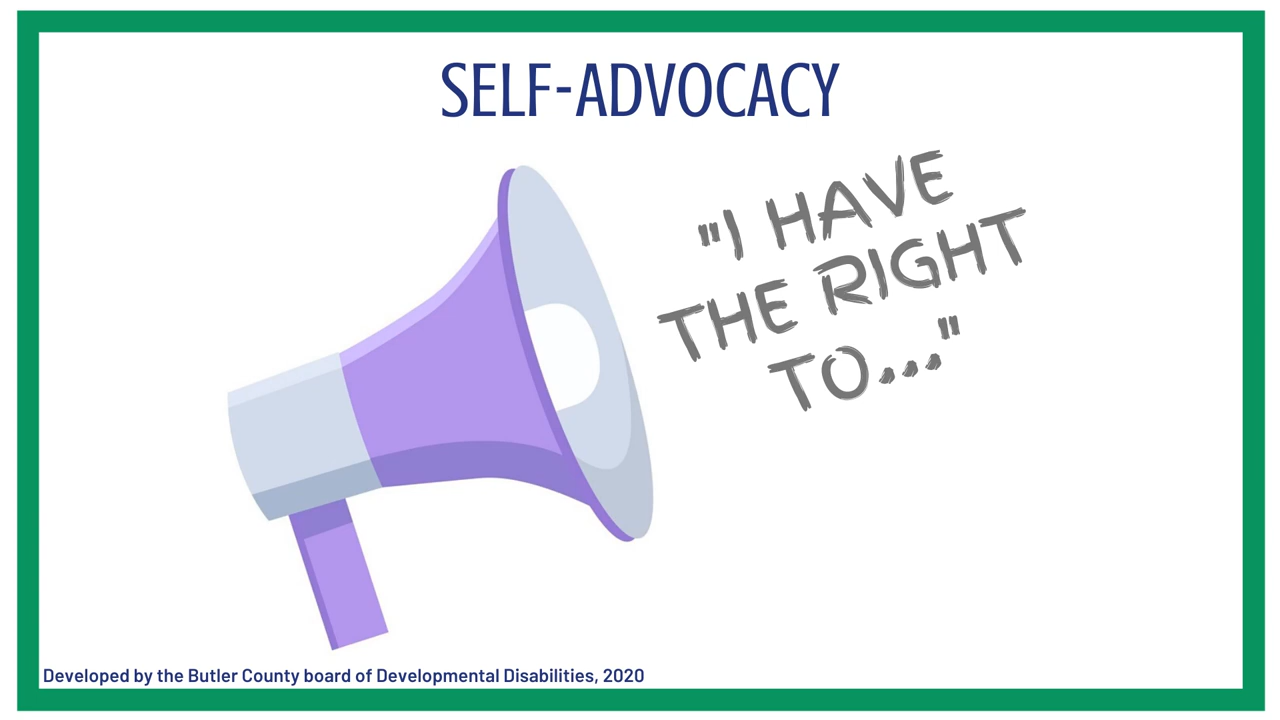 SELF-ADVOCACY
"I HAVE
THE RIGHT
TO..."
Developed by the Butler County board of Developmental Disabilities, 2020